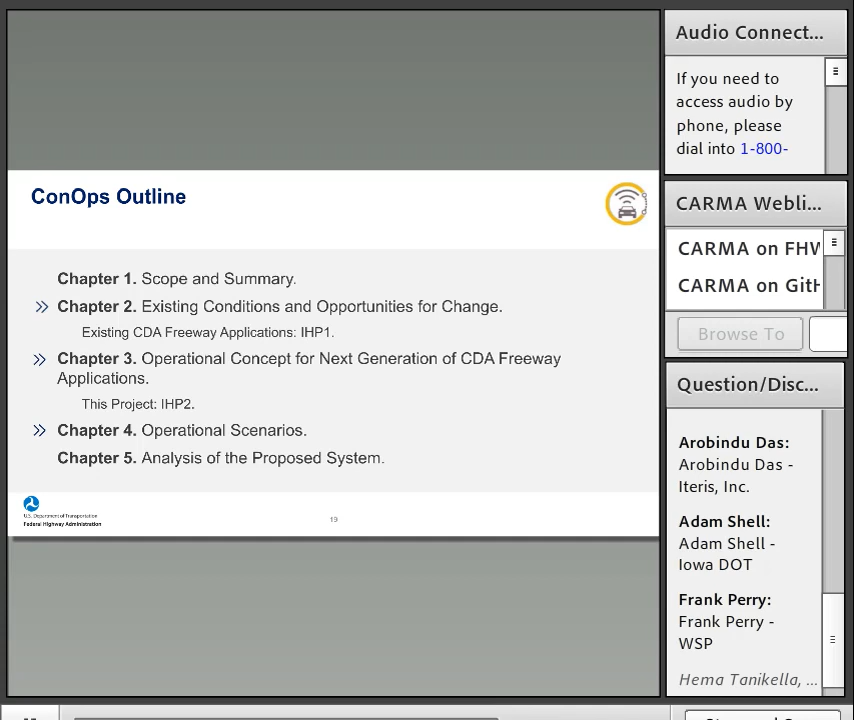 ConOps Outline
Chapter 1. Scope and Summary.
Chapter 2. Existing Conditions and Opportunities for Change.
Existing CDA Freeway Applications: IHP1.
Chapter 3. Operational Concept for Next Generation of CDA Freeway
Applications.
This Project: IHP2.
Chapter 4. Operational Scenarios.
Chapter 5. Analysis of the Proposed System.
U.S. Department of Transportation
Federal Highway Administration
19
Audio Connect...
If you need to
access audio by
phone, please
dial into 1-800-
CARMA Webli...
CARMA on FHW
CARMA on GitH
Browse To
Question/Disc...
Arobindu Das:
Arobindu Das -
Iteris, Inc.
Adam Shell:
Adam Shell -
Iowa DOT
Frank Perry:
Frank Perry -
WSP
Hema Tanikella, ...